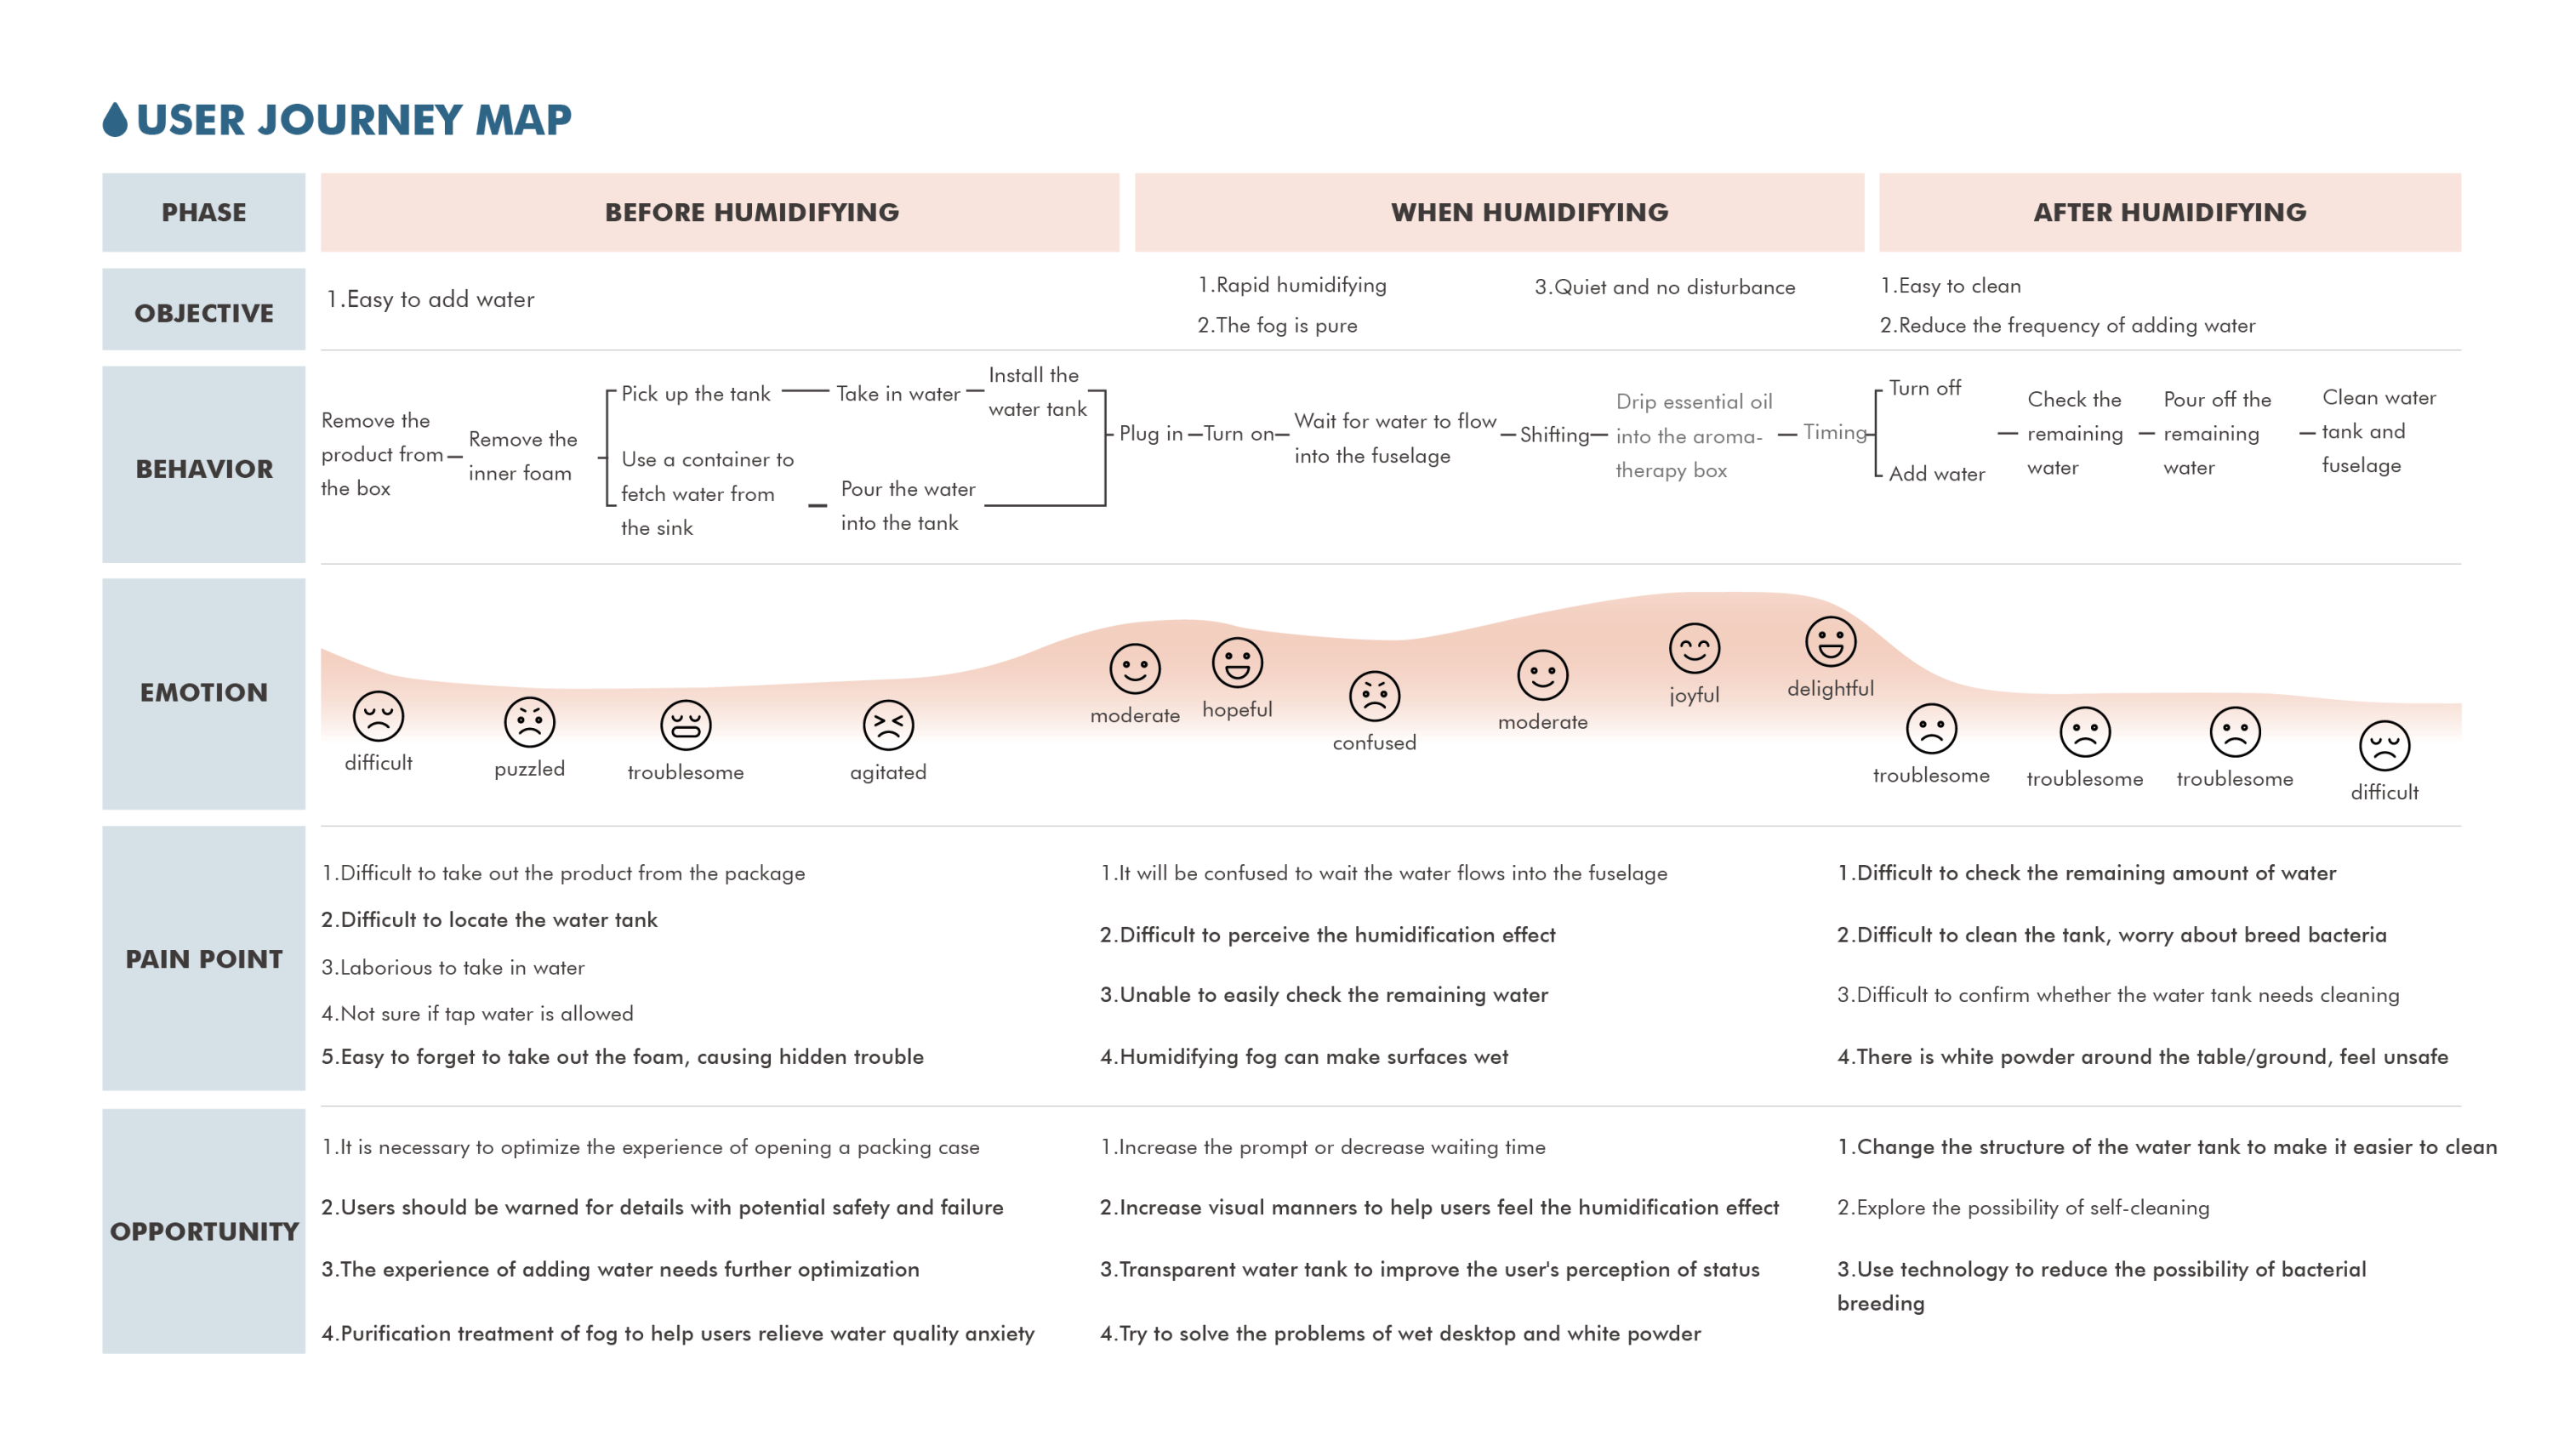 USER JOURNEY MAP
PHASE
BEFORE HUMIDIFYING
WHEN HUMIDIFYING
AFTER HUMIDIFYING
OBJECTIVE
1.Easy to add water
1.Rapid humidifying
2.The fog is pure
3.Quiet and no disturbance
1.Easy to clean
2.Reduce the frequency of adding water
BEHAVIOR
Remove the
product from
the box
Remove the
inner foam
Pick up the tank
Take in water
Install the
water tank
Use a container to
fetch water from
the sink
Pour the water
into the tank
Plug in
Turn on
Wait for water to flow
into the fuselage
Shifting
Drip essential oil
into the aroma-
therapy box
Timing
Turn off
Add water
Check the
remaining
water
Pour off the
remaining
water
Clean water
tank and
fuselage
EMOTION
difficult
puzzled
troublesome
agitated
moderate
hopeful
confused
moderate
joyful
delightful
troublesome
troublesome
troublesome
difficult
PAIN POINT
1.Difficult to take out the product from the package
2.Difficult to locate the water tank
3.Laborious to take in water
4.Not sure if tap water is allowed
5.Easy to forget to take out the foam, causing hidden trouble
1.It will be confused to wait the water flows into the fuselage
2.Difficult to perceive the humidification effect
3.Unable to easily check the remaining water
4.Humidifying fog can make surfaces wet
1.Difficult to check the remaining amount of water
2.Difficult to clean the tank, worry about breed bacteria
3.Difficult to confirm whether the water tank needs cleaning
4.There is white powder around the table/ground, feel unsafe
OPPORTUNITY
1.It is necessary to optimize the experience of opening a packing case
2.Users should be warned for details with potential safety and failure
3.The experience of adding water needs further optimization
4.Purification treatment of fog to help users relieve water quality anxiety
1.Increase the prompt or decrease waiting time
2.Increase visual manners to help users feel the humidification effect
3.Transparent water tank to improve the user's perception of status
4.Try to solve the problems of wet desktop and white powder
1.Change the structure of the water tank to make it easier to clean
2.Explore the possibility of self-cleaning
3.Use technology to reduce the possibility of bacterial
breeding